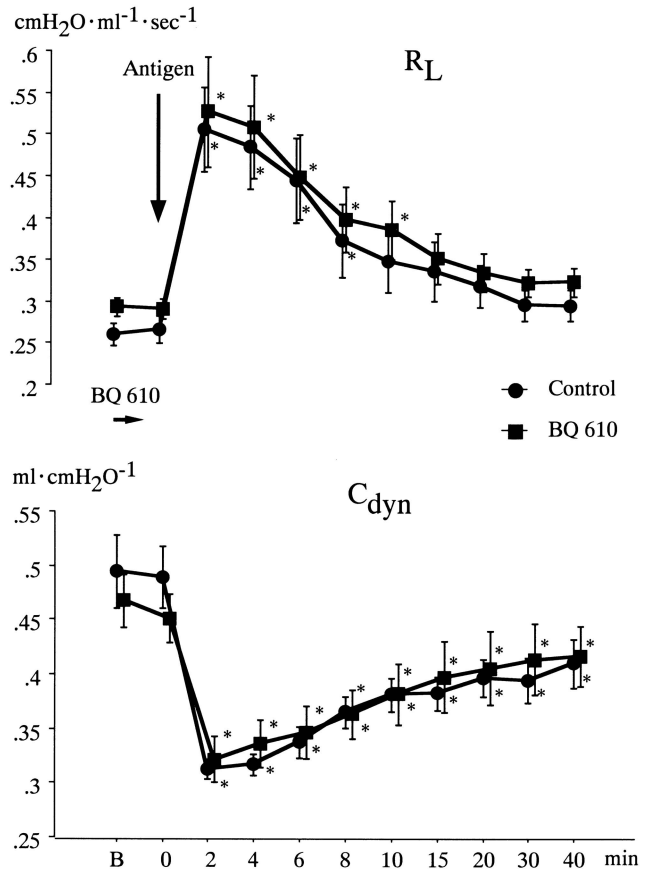 cmH2O·ml-1·sec-1
RL
.6
Antigen
.55
*
*
.5
*
*
.45
*
*
.4
*
*
.35
*
.3
.25
.2
BQ 610
Control
BQ 610
ml·cmH2O-1
Cdyn
.55
.5
.45
.4
* * * * *
* * * * *
.35
* * * * *
* * *
.3
*
*
.25
B 0 2 4 6 8 10 15 20 30 40 min